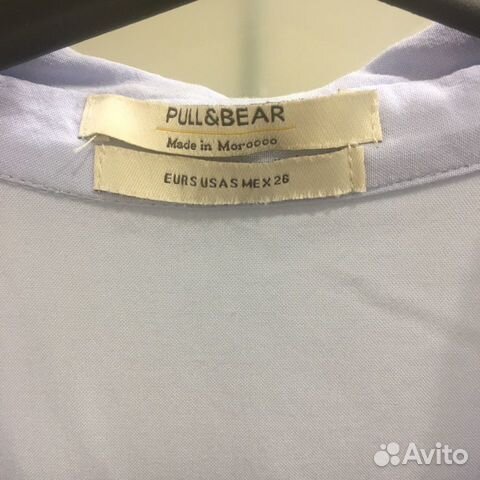 PULL&BEAR
Made in Morocco
EUR S USA S MEX 26
Avito